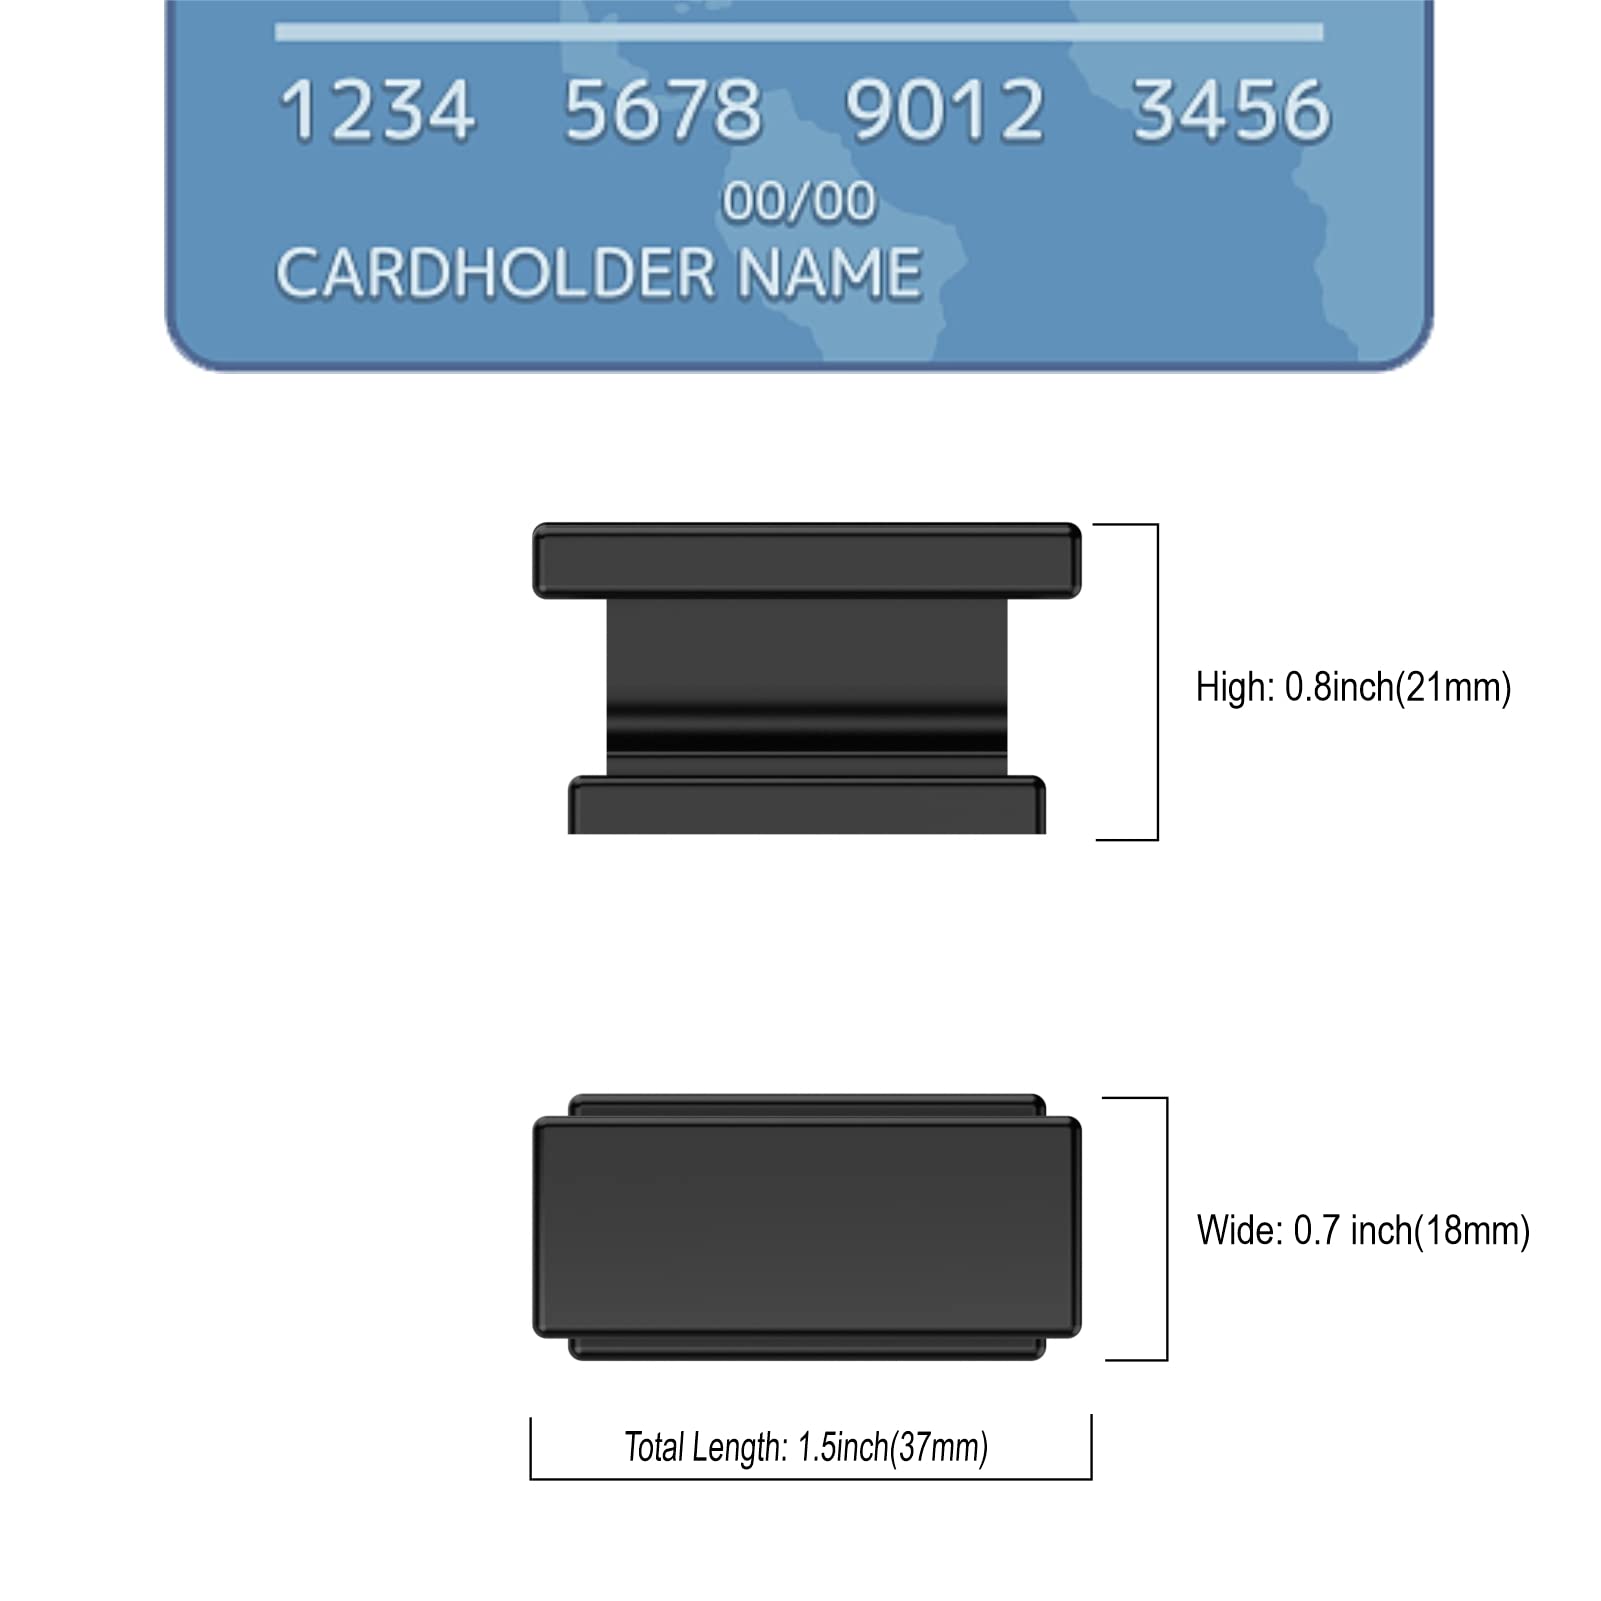 1234 5678 9012 3456
00/00
CARDHOLDER NAME
High: 0.8inch(21mm)
Wide: 0.7 inch(18mm)
Total Length: 1.5inch(37mm)